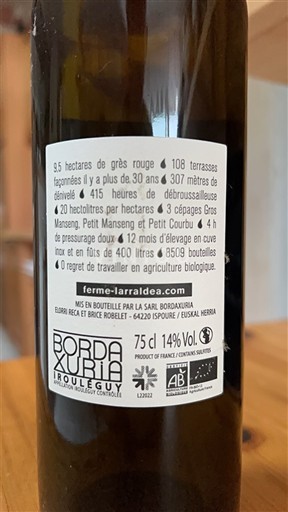 9,5 hectares de grès rouge 108 terrasses
façonnées il y a plus de 30 ans 307 mètres de
dénivelé 415 heures de débroussailleuse
20 hectolitres par hectares 3 cépages Gros
Manseng, Petit Manseng et Petit Courbu 4 h
de pressurage doux 12 mois d'élevage en cuve
inox et en fûts de 400 litres 8509 bouteilles
0 regret de travailler en agriculture biologique.
ferme-larraldea.com
MIS EN BOUTEILLE PAR LA SARL BORDAXURIA
ELORRI RECA ET BRICE ROBELET - 64220 ISPOURE / EUSKAL HERRIA
BORDA
XURIA
IROULÉGUY
APPELLATION IROULÉGUY CONTRÔLÉE
75 cl 14% Vol.
PRODUCT OF FRANCE / CONTAINS SULFITES
L22022
AB